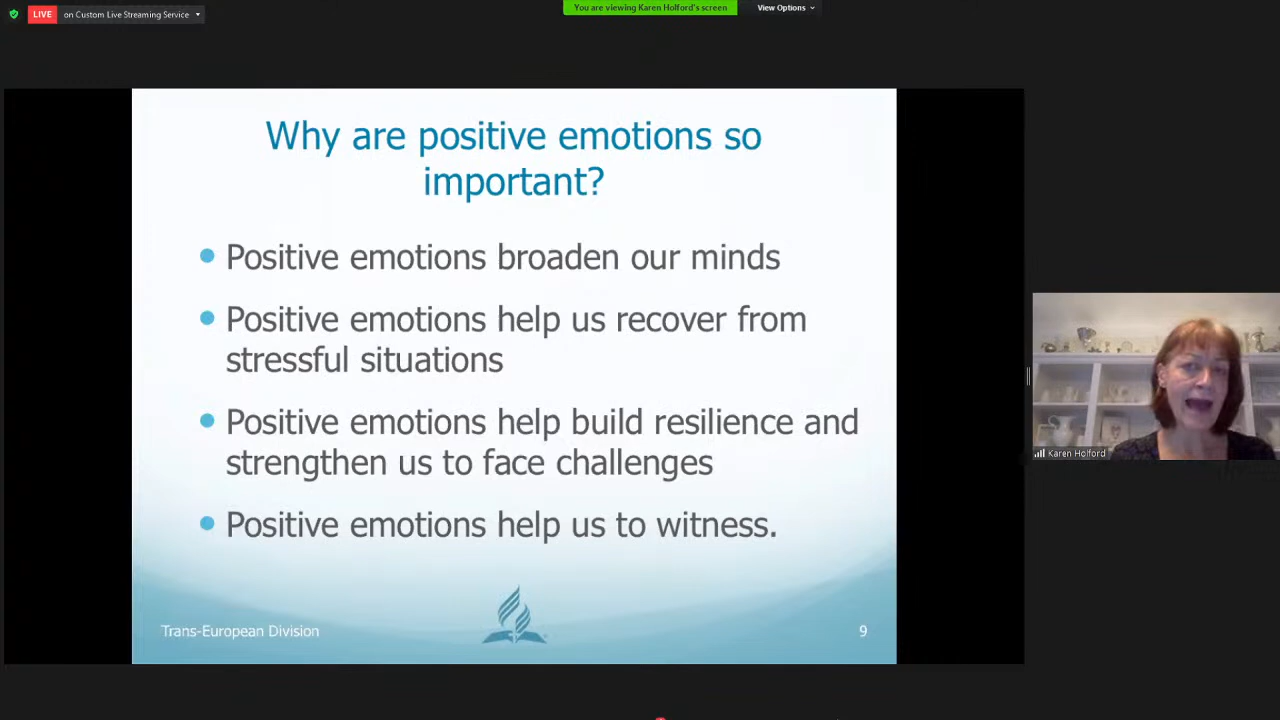 LIVE on Custom Live Streaming Service
You are viewing Karen Holford's screen
View Options
Why are positive emotions so
important?
Positive emotions broaden our minds
Positive emotions help us recover from
stressful situations
Positive emotions help build resilience and
strengthen us to face challenges
Positive emotions help us to witness.
Trans-European Division
9
Karen Holford